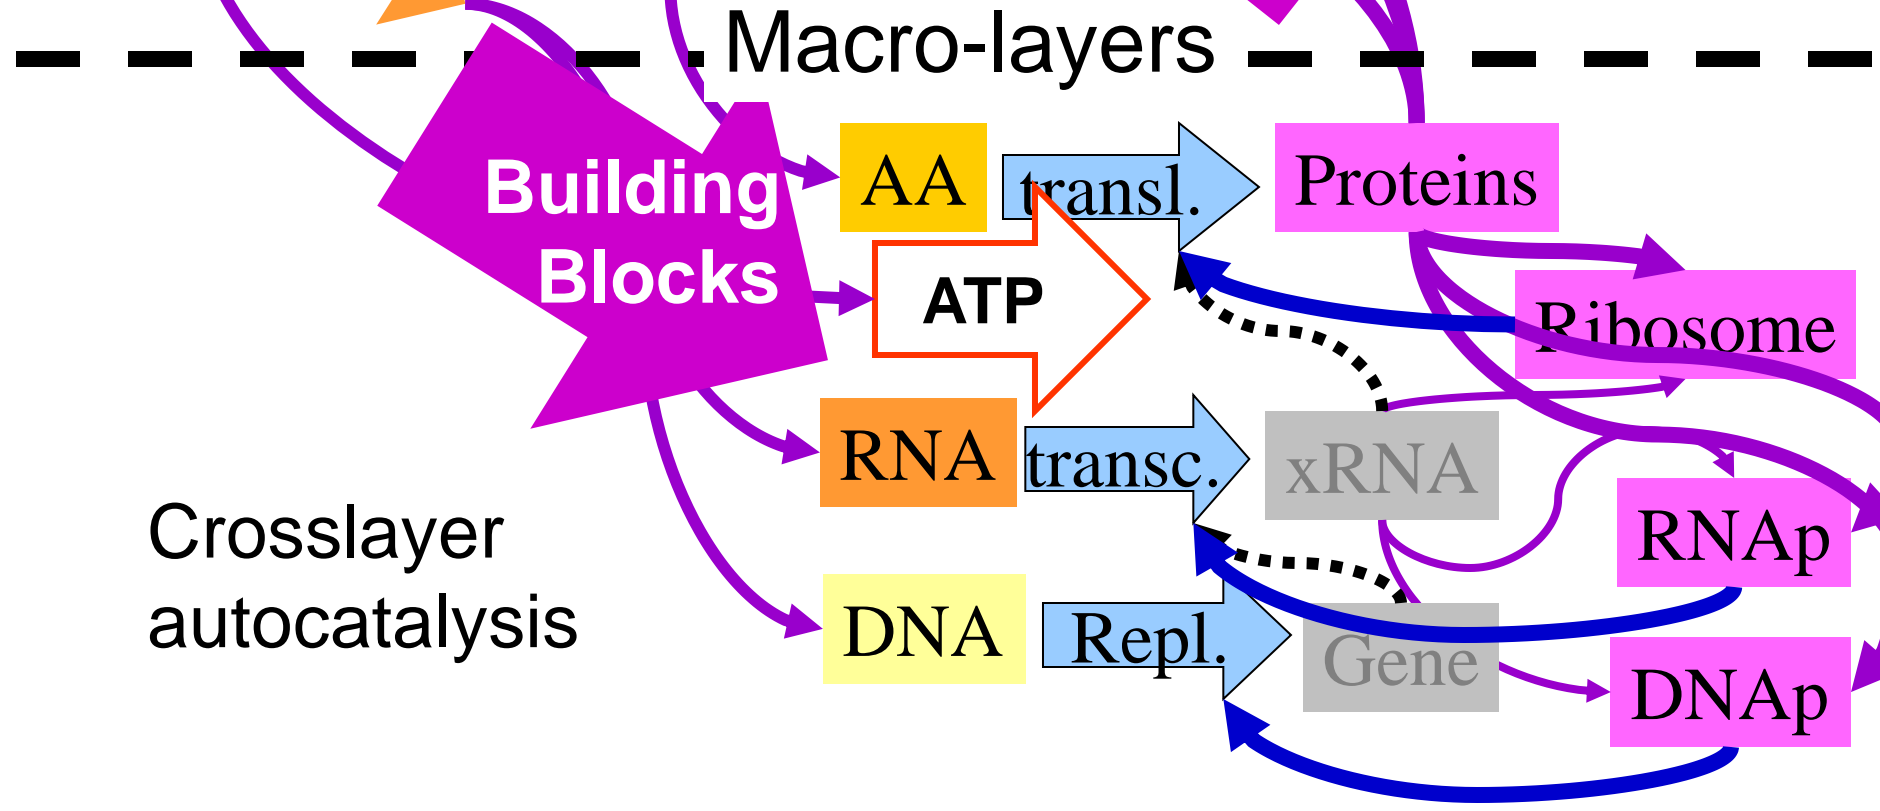 Macro-layers
Building
Blocks
AA
transl.
Proteins
ATP
Ribosome
RNA
transc.
xRNA
RNAp
Crosslayer
autocatalysis
DNA
Repl.
Gene
DNAp